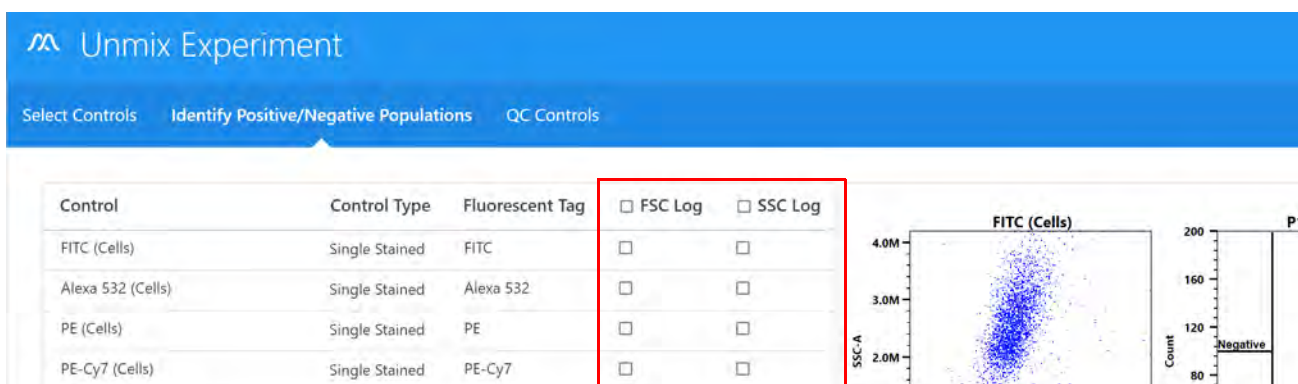 Unmix Experiment
Select Controls Identify Positive/Negative Populations QC Controls
Control Control Type Fluorescent Tag FSC Log SSC Log
FITC (Cells) Single Stained FITC
Alexa 532 (Cells) Single Stained Alexa 532
PE (Cells) Single Stained PE
PE-Cy7 (Cells) Single Stained PE-Cy7
FITC (Cells)
4.0M
3.0M
2.0M
SSC-A
200
160
120
80
Count
Negative